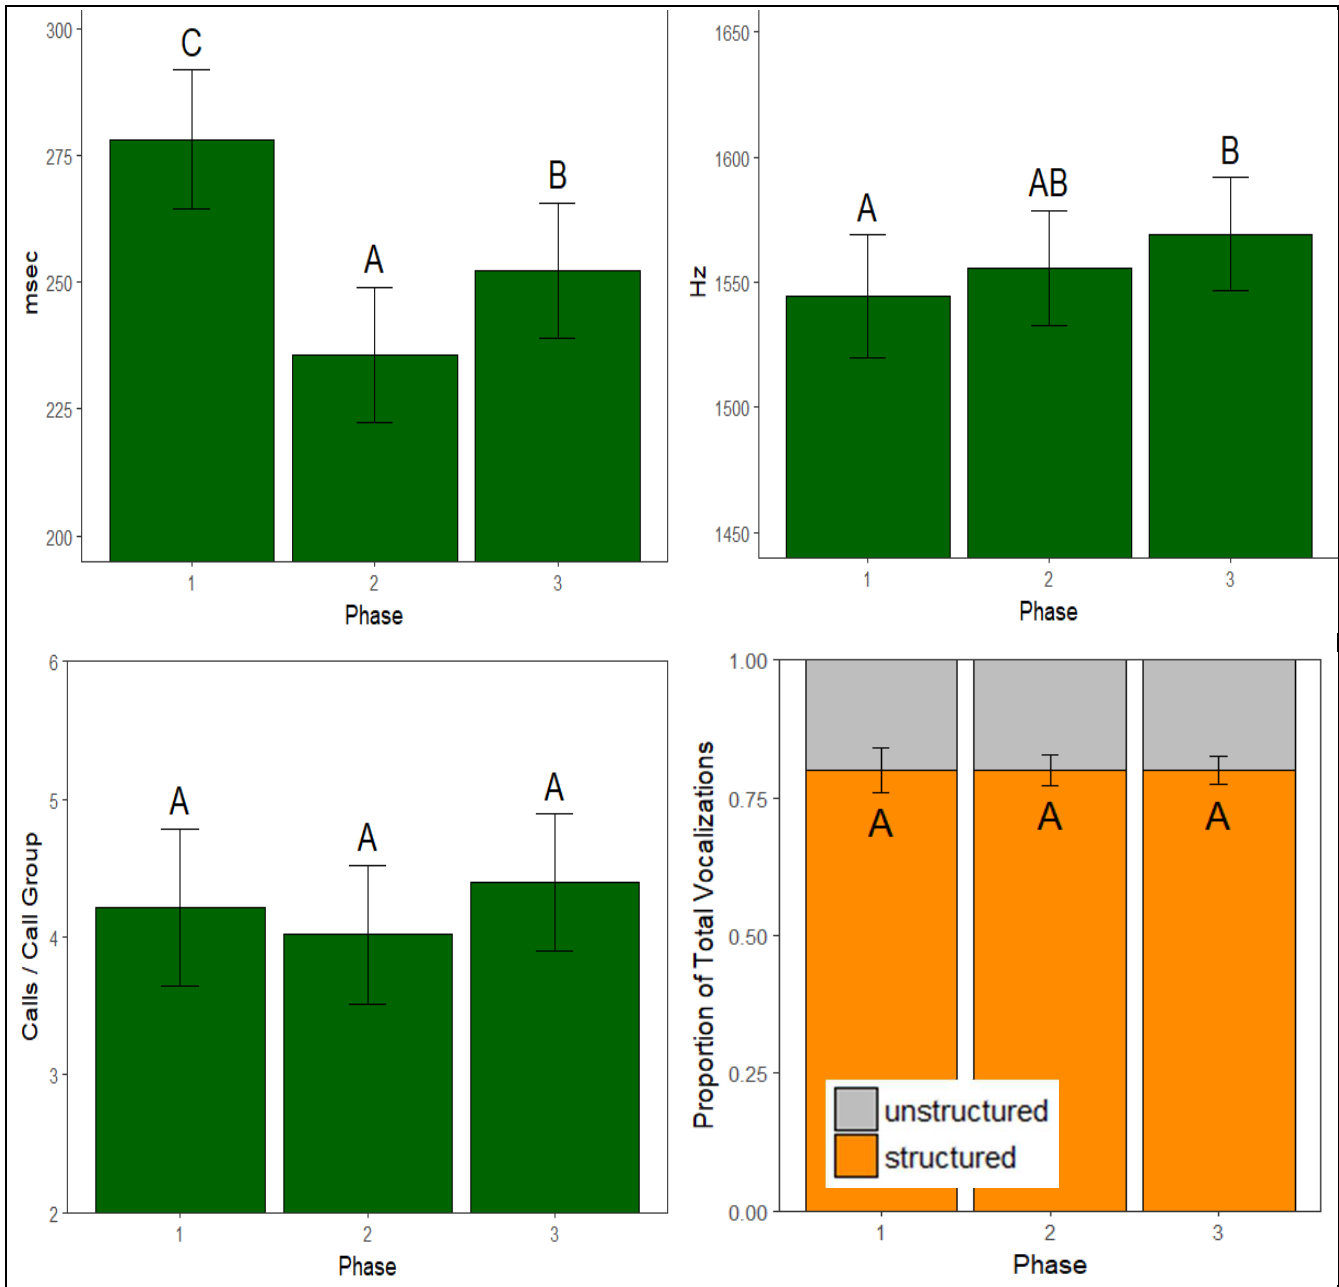 300
275
250
225
200
msec
C
A
B
1
2
3
Phase
1650
1600
1550
1500
1450
Hz
A
AB
B
1
2
3
Phase
6
5
4
3
2
Calls / Call Group
A
A
A
1
2
3
Phase
1.00
0.75
0.50
0.25
0.00
Proportion of Total Vocalizations
A
A
A
unstructured
structured
1
2
3
Phase